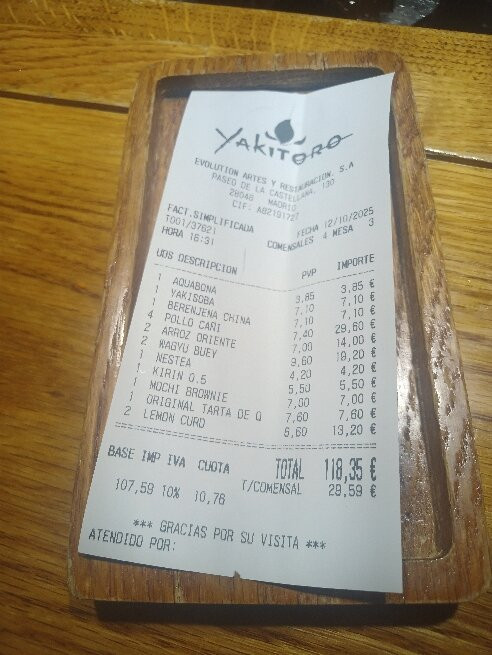 YAKITORO
EVOLUTION ARTES Y RESTAURACION, S.A
PASEO DE LA CASTELLANA, 130
28046 MADRID
CIF: A82191727
FACT.SIMPLIFICADA FECHA 12/10/2025
T001/37621 COMENSALES 4 MESA 3
HORA 16:31
UDS DESCRIPCION PVP IMPORTE
1 AQUABONA 3,85 3,85 €
1 YAKISOBA 7,10 7,10 €
1 BERENJENA CHINA 7,10 7,10 €
4 POLLO CARI 7,40 29,60 €
2 ARROZ ORIENTE 7,00 14,00 €
2 WAGYU BUEY 9,60 19,20 €
1 NESTEA 4,20 4,20 €
1 KIRIN 0.5 5,50 5,50 €
1 MOCHI BROWNIE 7,00 7,00 €
1 ORIGINAL TARTA DE Q 7,60 7,60 €
2 LEMON CURD 6,60 13,20 €
BASE IMP IVA CUOTA TOTAL 118,35 €
107,59 10% 10,76 T/COMENSAL 29,59 €
*** GRACIAS POR SU VISITA ***
ATENDIDO POR: